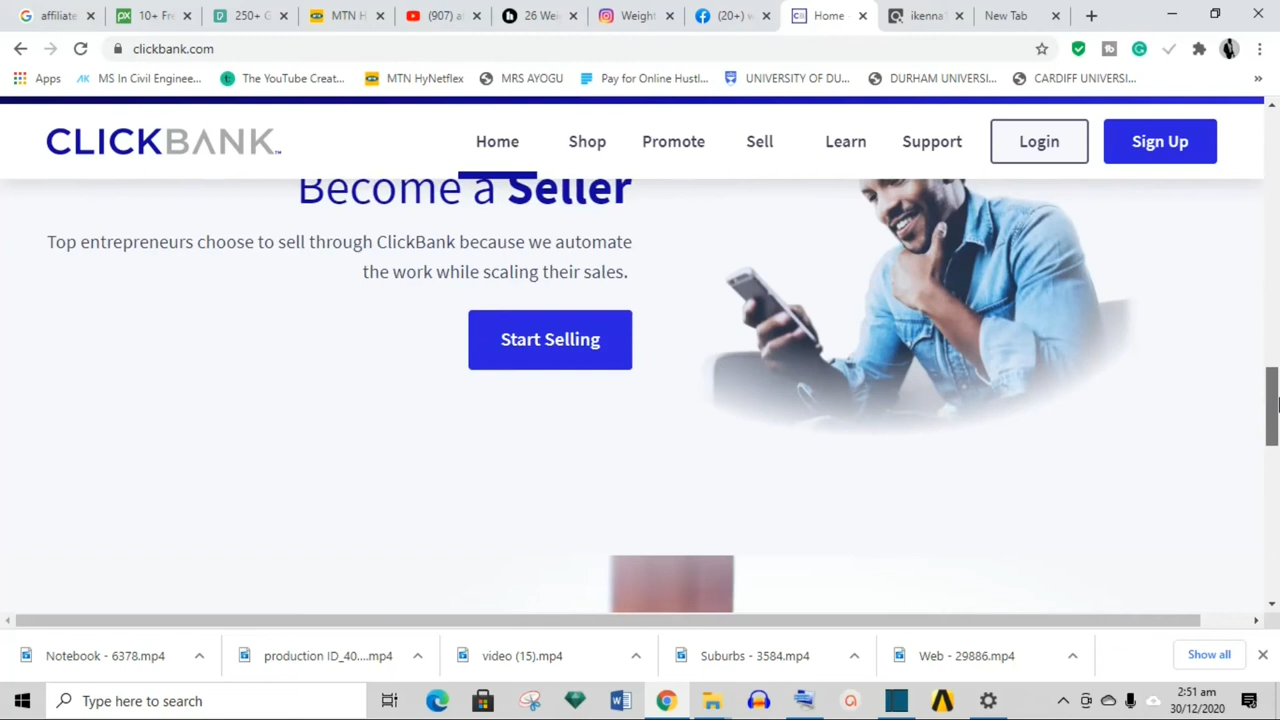 affiliate
10+ Fre
250+ G
MTN H
(907) a
26 Wei
Weight
(20+) w
Home -
ikenna
New Tab
clickbank.com
Apps
MS In Civil Enginee...
The YouTube Creat...
MTN HyNetflex
MRS AYOGU
Pay for Online Hustl...
UNIVERSITY OF DU...
DURHAM UNIVERSI...
CARDIFF UNIVERSI...
CLICKBANK
Home
Shop
Promote
Sell
Learn
Support
Login
Sign Up
Become a Seller
Top entrepreneurs choose to sell through ClickBank because we automate
the work while scaling their sales.
Start Selling
Notebook - 6378.mp4
production ID_40....mp4
video (15).mp4
Suburbs - 3584.mp4
Web - 29886.mp4
Show all
Type here to search
2:51 am
30/12/2020